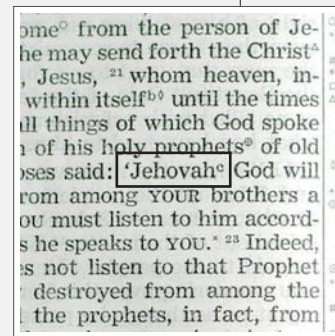 ome° from the person of Je-
he may send forth the Christ^
, Jesus, ²¹ whom heaven, in-
within itselfᵇ◊ until the times
ll things of which God spoke
of his holy prophets® of old
oses said: ‘Jehovahᶜ God will
rom among YOUR brothers a
OU must listen to him accord-
s he speaks to YOU.* ²³ Indeed,
s not listen to that Prophet
destroyed from among the
the prophets, in fact, from